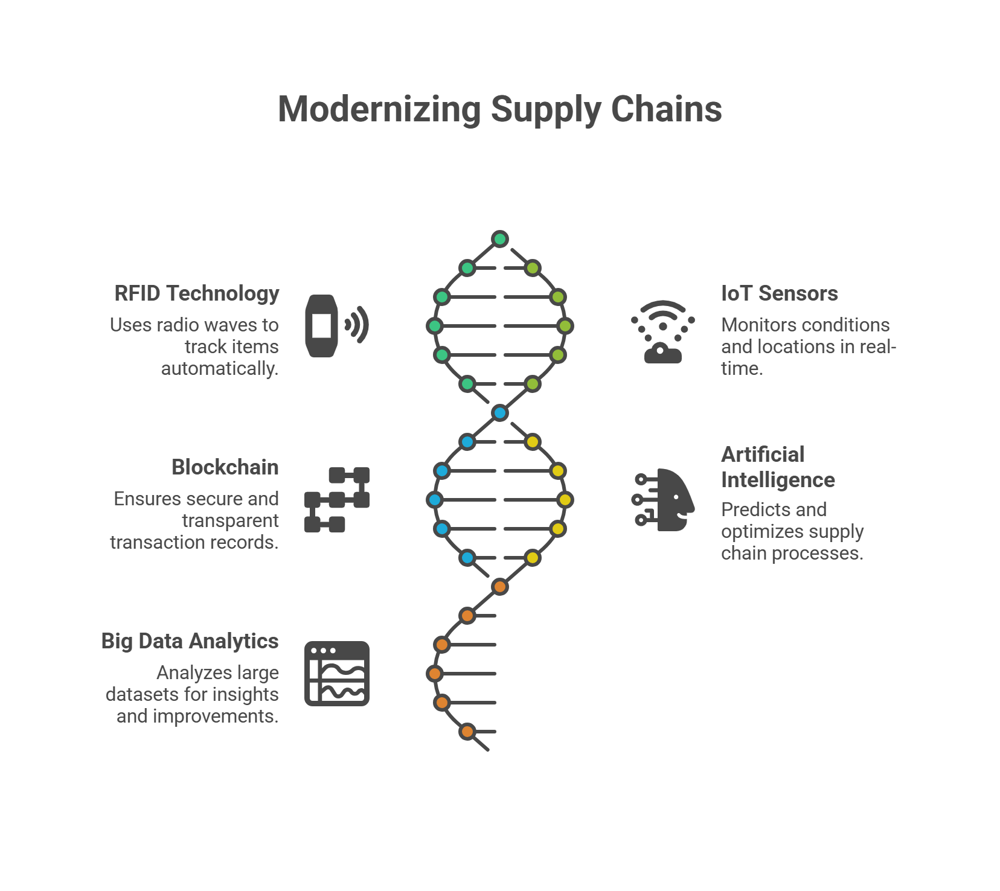 Modernizing Supply Chains
RFID Technology
Uses radio waves to
track items
automatically.
IoT Sensors
Monitors conditions
and locations in real-
time.
Blockchain
Ensures secure and
transparent
transaction records.
Artificial
Intelligence
Predicts and
optimizes supply
chain processes.
Big Data Analytics
Analyzes large
datasets for insights
and improvements.